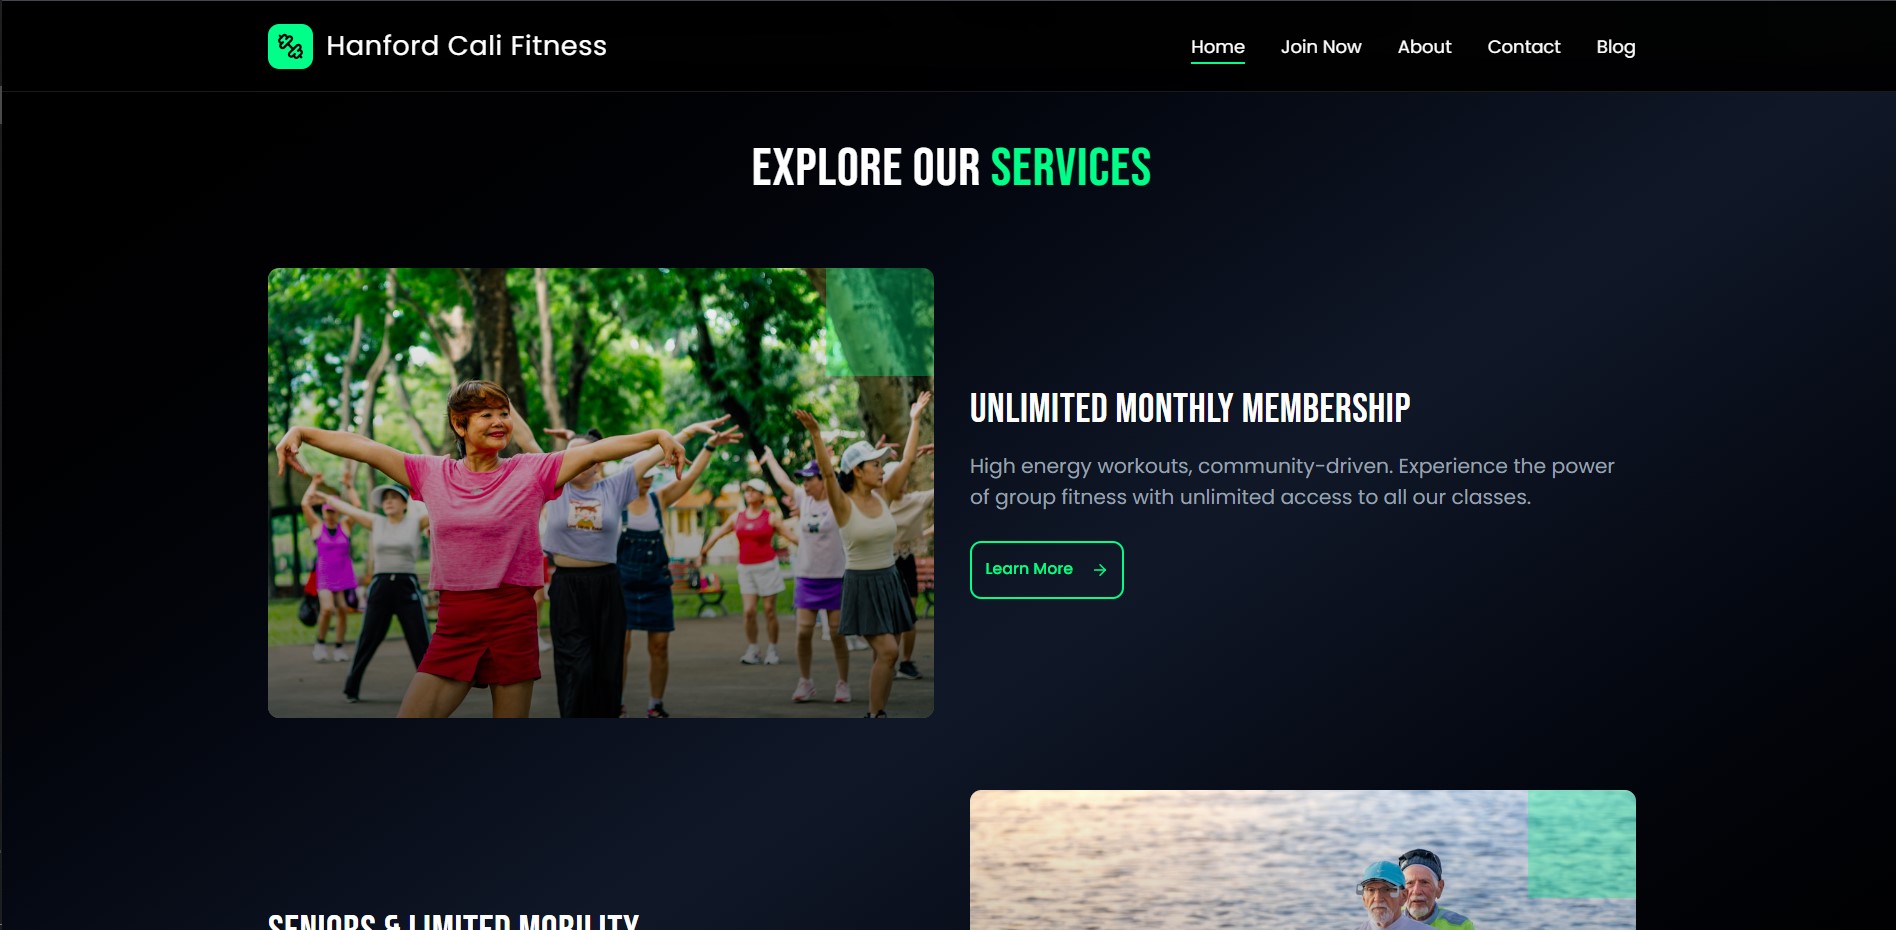 Hanford Cali Fitness
Home Join Now About Contact Blog
EXPLORE OUR SERVICES
UNLIMITED MONTHLY MEMBERSHIP
High energy workouts, community-driven. Experience the power
of group fitness with unlimited access to all our classes.
Learn More →
SENIORS & LIMITED MOBILITY